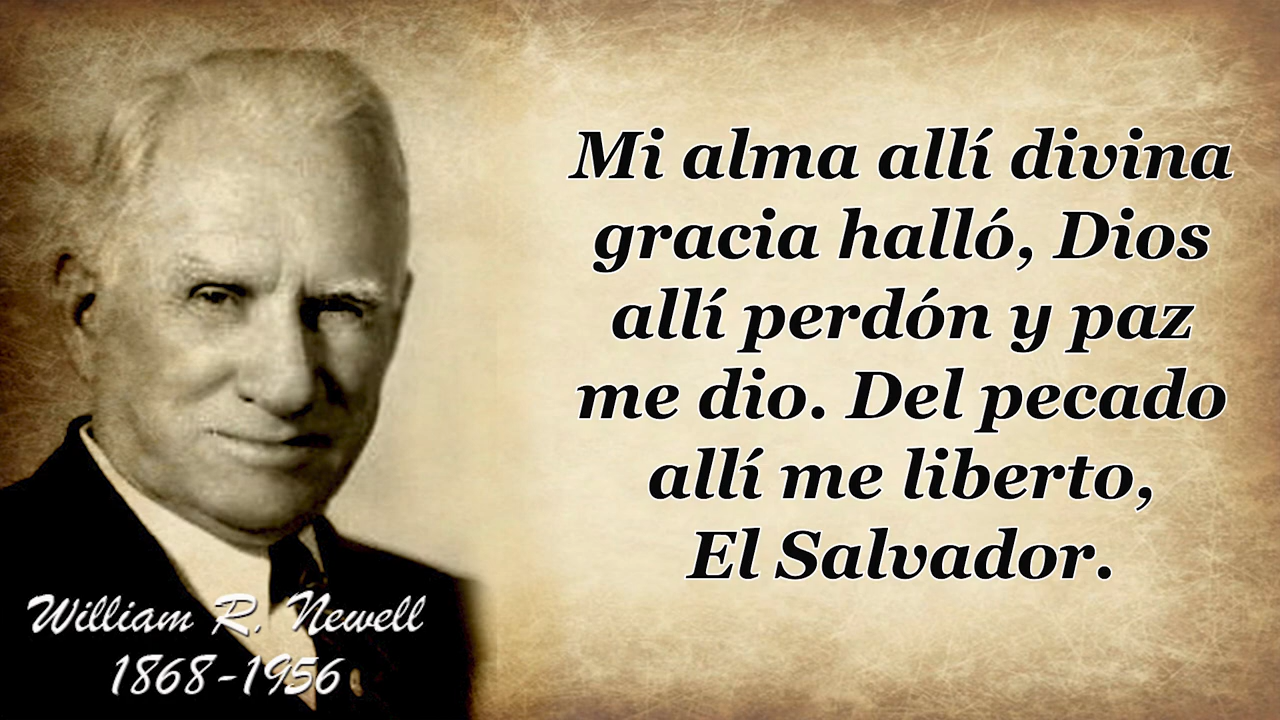 Mi alma allí divina
gracia halló, Dios
allí perdón y paz
me dio. Del pecado
allí me liberto,
El Salvador.
William R. Newell
1868-1956